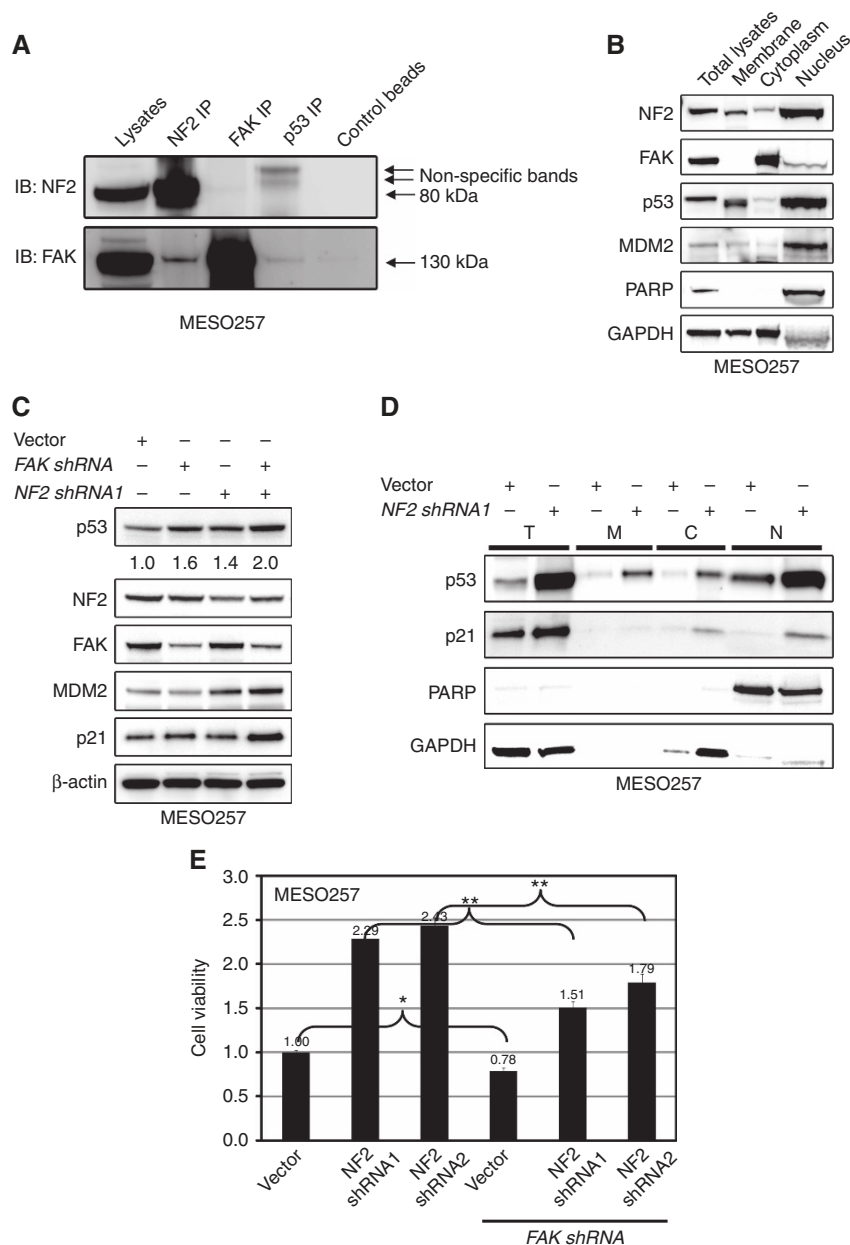 A
Lysates
NF2 IP
FAK IP
p53 IP
Control beads
IB: NF2
Non-specific bands
80 kDa
IB: FAK
130 kDa
MESO257
B
Total lysates
Membrane
Cytoplasm
Nucleus
NF2
FAK
p53
MDM2
PARP
GAPDH
MESO257
C
Vector + – – –
FAK shRNA – + – +
NF2 shRNA1 – – + +
p53
1.0 1.6 1.4 2.0
NF2
FAK
MDM2
p21
β-actin
MESO257
D
Vector + – + – + – + –
NF2 shRNA1 – + – + – + – +
T M C N
p53
p21
PARP
GAPDH
MESO257
E
MESO257
Cell viability
3.0
2.5
2.0
1.5
1.0
0.5
0.0
1.00
2.29
2.43
0.78
1.51
1.79
*
**
**
Vector
NF2 shRNA1
NF2 shRNA2
Vector
NF2 shRNA1
NF2 shRNA2
FAK shRNA